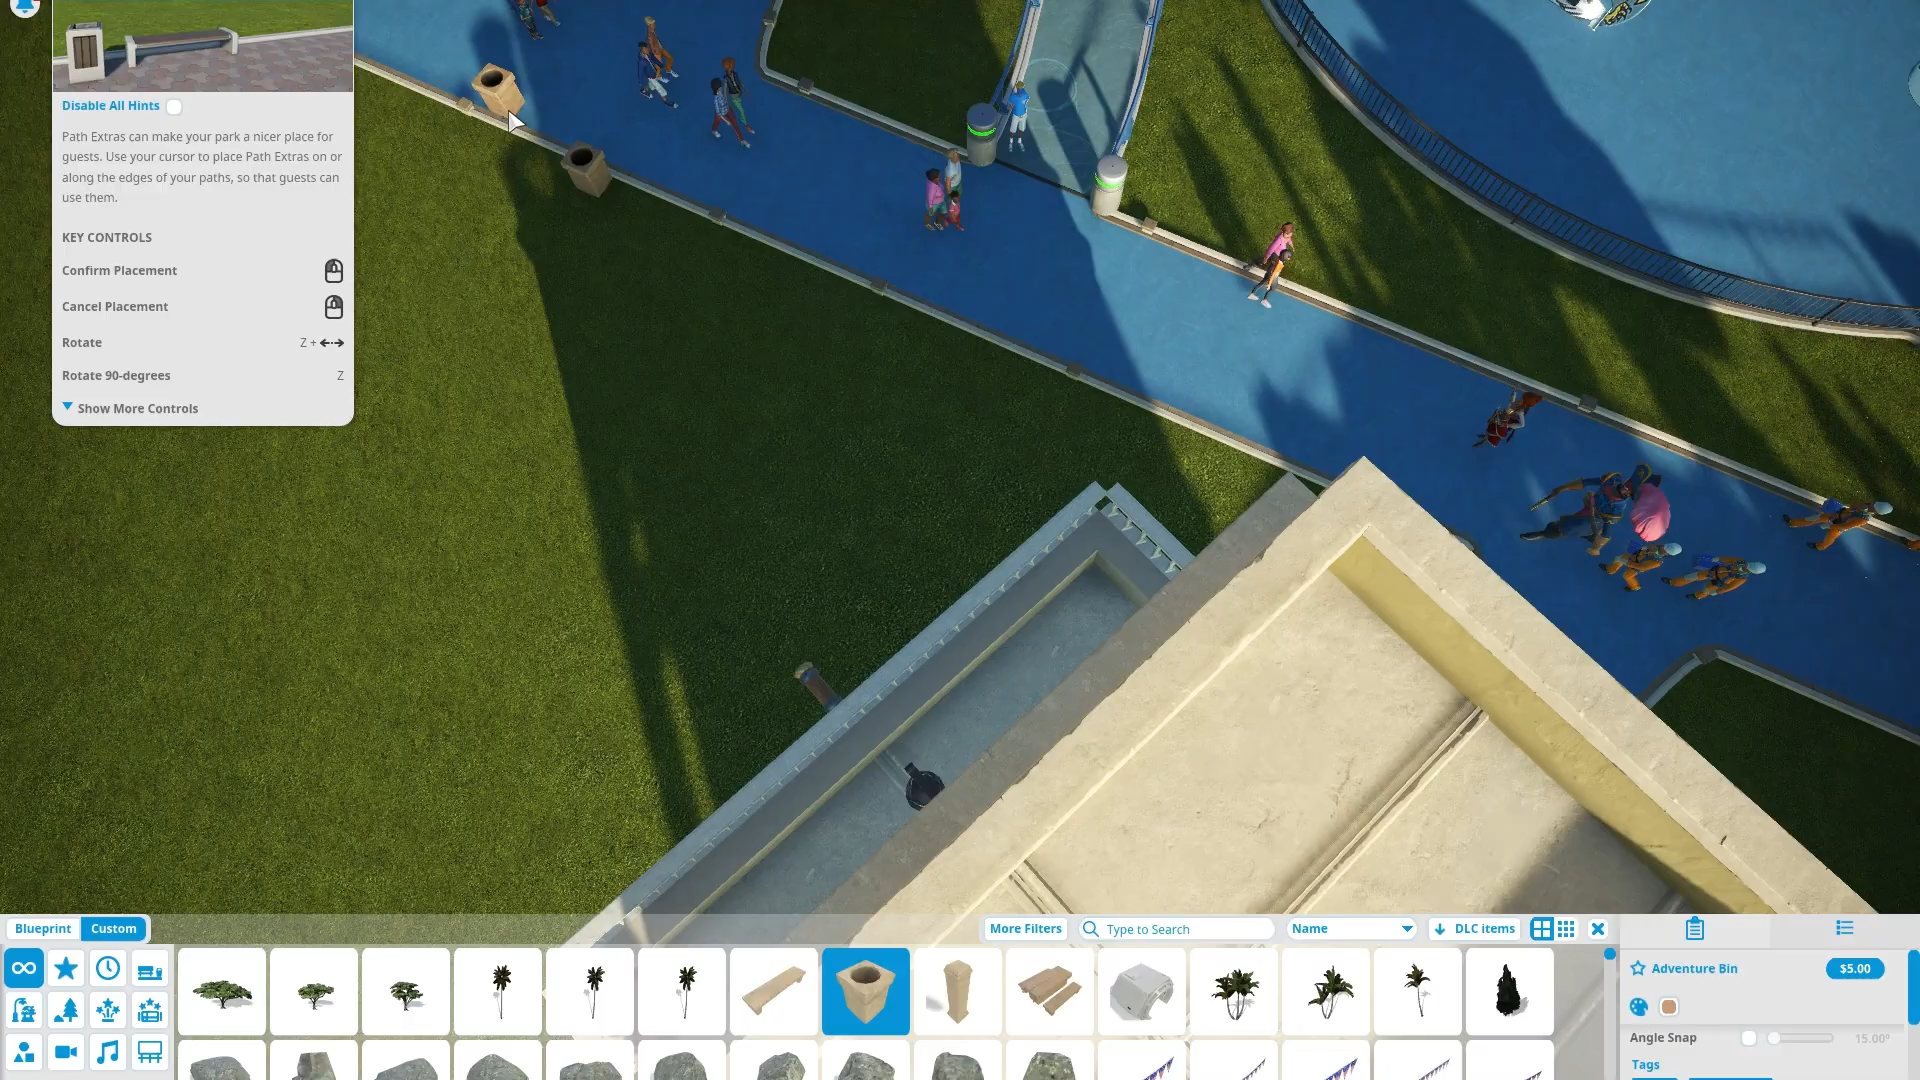 Disable All Hints
Path Extras can make your park a nicer place for
guests. Use your cursor to place Path Extras on or
along the edges of your paths, so that guests can
use them.
KEY CONTROLS
Confirm Placement
Cancel Placement
Rotate Z +
Rotate 90-degrees Z
Show More Controls
Blueprint Custom More Filters Type to Search Name DLC items
Adventure Bin $5.00
Angle Snap 15.00°
Tags